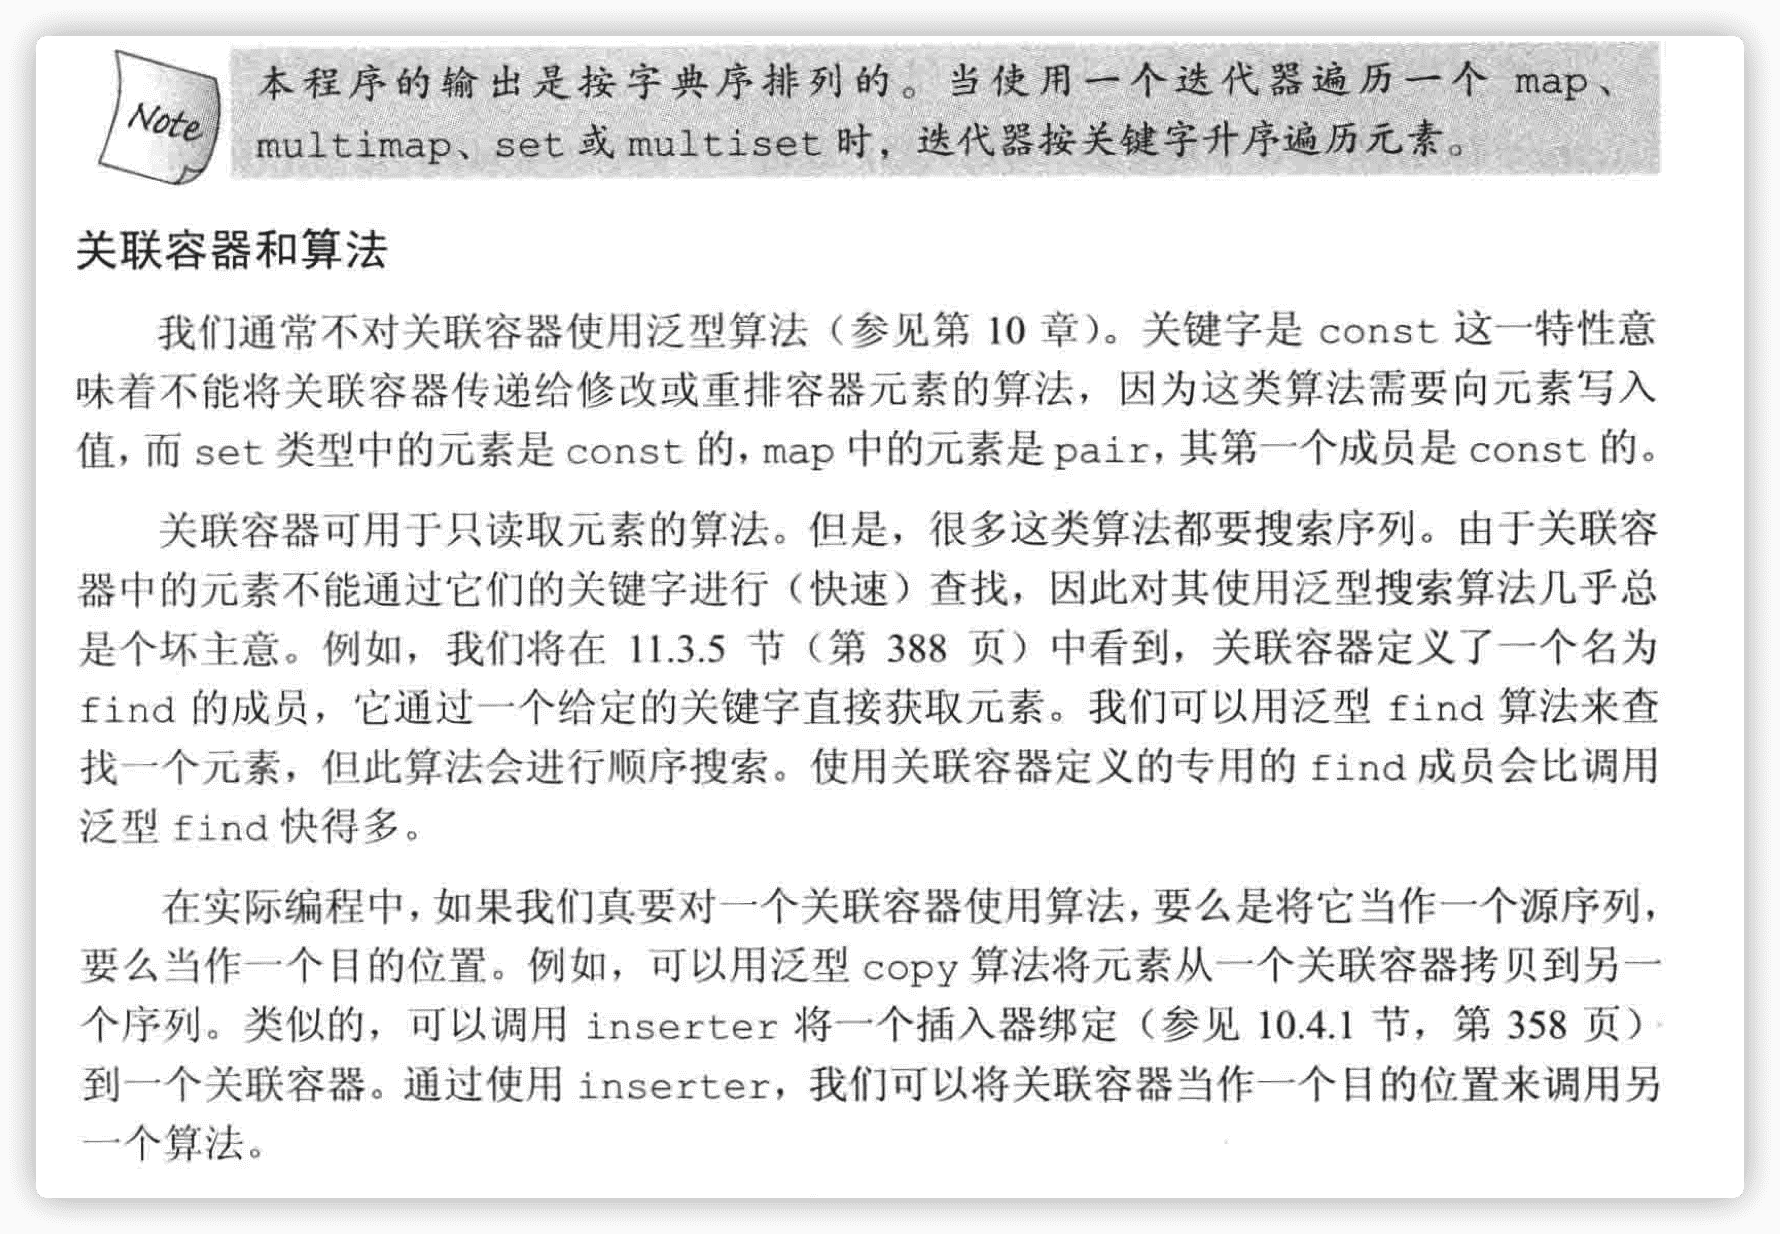 Note
本程序的输出是按字典序排列的。当使用一个迭代器遍历一个 map、
multimap、set 或 multiset 时，迭代器按关键字升序遍历元素。
关联容器和算法
我们通常不对关联容器使用泛型算法（参见第 10 章）。关键字是 const 这一特性意
味着不能将关联容器传递给修改或重排容器元素的算法，因为这类算法需要向元素写入
值，而 set 类型中的元素是 const 的，map 中的元素是 pair，其第一个成员是 const 的。
关联容器可用于只读取元素的算法。但是，很多这类算法都要搜索序列。由于关联容
器中的元素不能通过它们的关键字进行（快速）查找，因此对其使用泛型搜索算法几乎总
是个坏主意。例如，我们将在 11.3.5 节（第 388 页）中看到，关联容器定义了一个名为
find 的成员，它通过一个给定的关键字直接获取元素。我们可以用泛型 find 算法来查
找一个元素，但此算法会进行顺序搜索。使用关联容器定义的专用的 find 成员会比调用
泛型 find 快得多。
在实际编程中，如果我们真要对一个关联容器使用算法，要么是将它当作一个源序列，
要么当作一个目的位置。例如，可以用泛型 copy 算法将元素从一个关联容器拷贝到另一
个序列。类似的，可以调用 inserter 将一个插入器绑定（参见 10.4.1 节，第 358 页）
到一个关联容器。通过使用 inserter，我们可以将关联容器当作一个目的位置来调用另
一个算法。